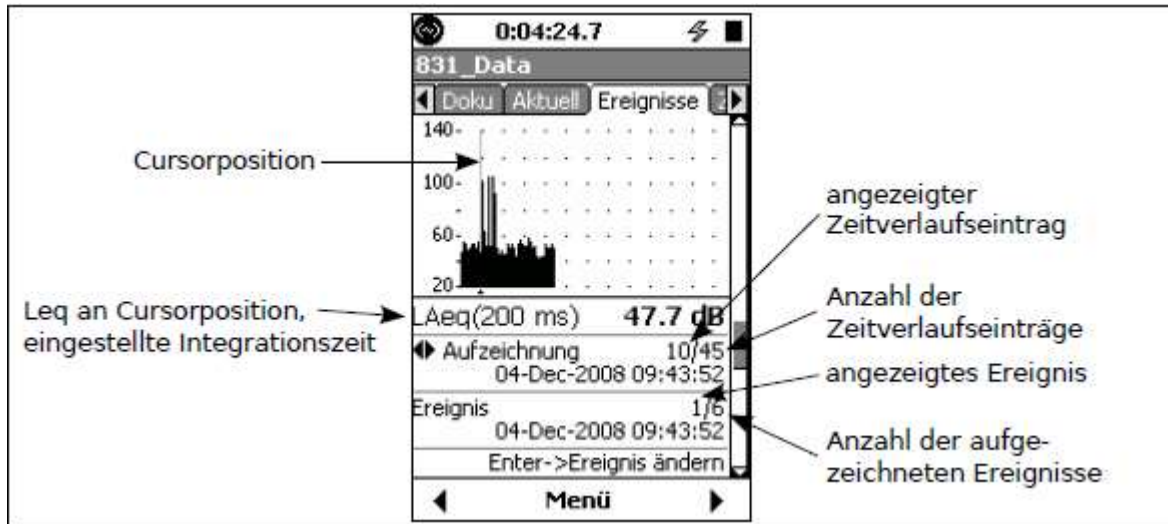 0:04:24.7
831_Data
Doku Aktuell Ereignisse
140
100
60
20
LAeq(200 ms) 47.7 dB
Aufzeichnung 10/45
04-Dec-2008 09:43:52
Ereignis 1/6
04-Dec-2008 09:43:52
Enter->Ereignis ändern
Menü
Cursorposition
Leq an Cursorposition,
eingestellte Integrationszeit
angezeigter
Zeitverlaufseintrag
Anzahl der
Zeitverlaufseinträge
angezeigtes Ereignis
Anzahl der aufge-
zeichneten Ereignisse